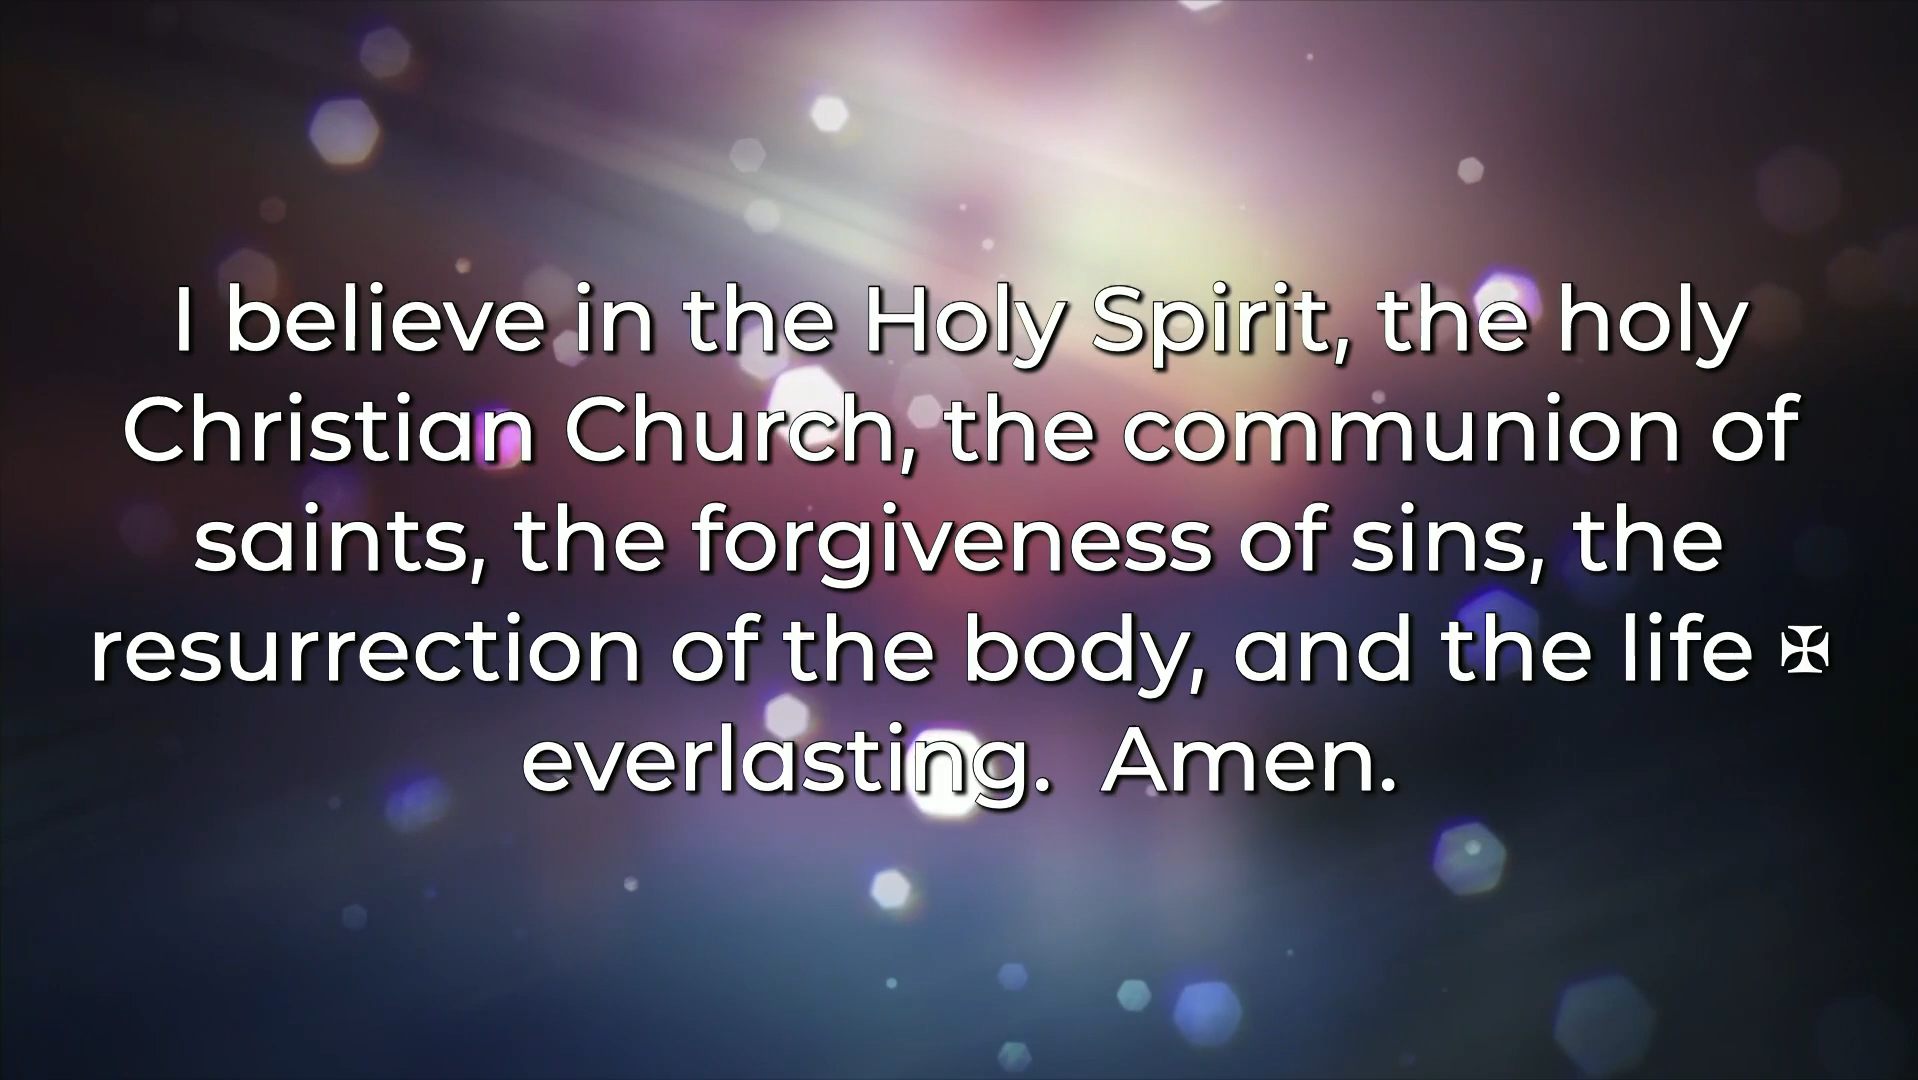 I believe in the Holy Spirit, the holy
Christian Church, the communion of
saints, the forgiveness of sins, the
resurrection of the body, and the life ✠
everlasting.  Amen.